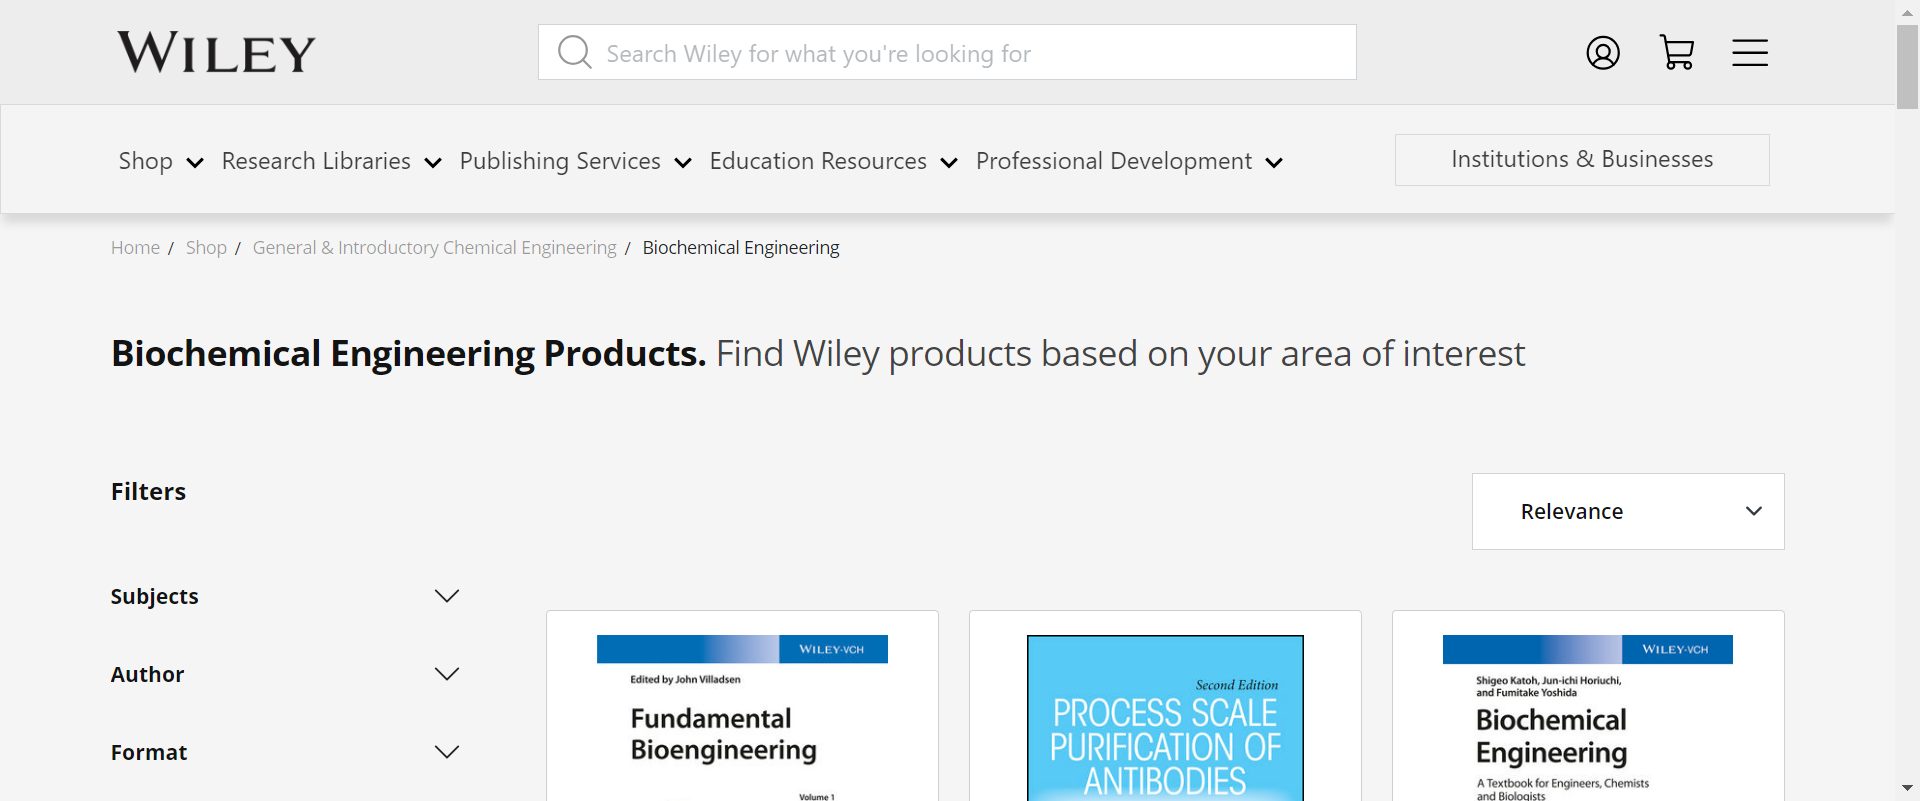 WILEY
Search Wiley for what you're looking for
Shop
Research Libraries
Publishing Services
Education Resources
Professional Development
Institutions & Businesses
Home / Shop / General & Introductory Chemical Engineering / Biochemical Engineering
Biochemical Engineering Products. Find Wiley products based on your area of interest
Filters
Relevance
Subjects
Author
Format
WILEY-VCH
Edited by John Villadsen
Fundamental
Bioengineering
Volume 1
Second Edition
PROCESS SCALE
PURIFICATION OF
ANTIBODIES
WILEY-VCH
Shigeo Katoh, Jun-ichi Horiuchi,
and Fumitake Yoshida
Biochemical
Engineering
A Textbook for Engineers, Chemists
and Biologists